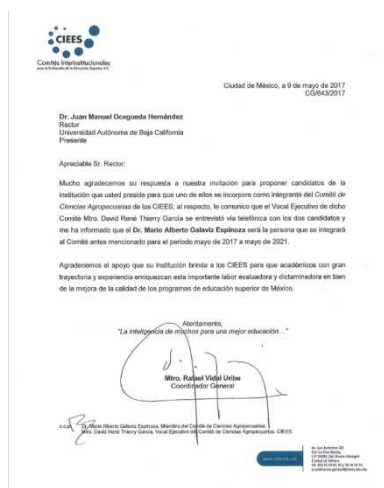 CIEES
Comités Interinstitucionales
para la Evaluación de la Educación Superior, A.C.
Ciudad de México, a 9 de mayo de 2017
CG/643/2017
Dr. Juan Manuel Ocegueda Hernández
Rector
Universidad Autónoma de Baja California
Presente
Apreciable Sr. Rector:
Mucho agradecemos su respuesta a nuestra invitación para proponer candidatos de la
institución que usted preside para que uno de ellos se incorpore como integrante del Comité de
Ciencias Agropecuarias de los CIEES; al respecto, le comunico que el Vocal Ejecutivo de dicho
Comité Mtro. David René Thierry García se entrevistó vía telefónica con los dos candidatos y
me ha informado que el Dr. Mario Alberto Galaviz Espinoza será la persona que se integrará
al Comité antes mencionado para el periodo mayo de 2017 a mayo de 2021.
Agradecemos el apoyo que su institución brinda a los CIEES para que académicos con gran
trayectoria y experiencia enriquezcan esta importante labor evaluadora y dictaminadora en bien
de la mejora de la calidad de los programas de educación superior de México.
Atentamente,
"La inteligencia de muchos para una mejor educación..."
Mtro. Rafael Vidal Uribe
Coordinador General
c.c.p. Dr. Mario Alberto Galaviz Espinoza, Miembro del Comité de Ciencias Agropecuarias.
Mtro. David René Thierry García, Vocal Ejecutivo del Comité de Ciencias Agropecuarias. CIEES.